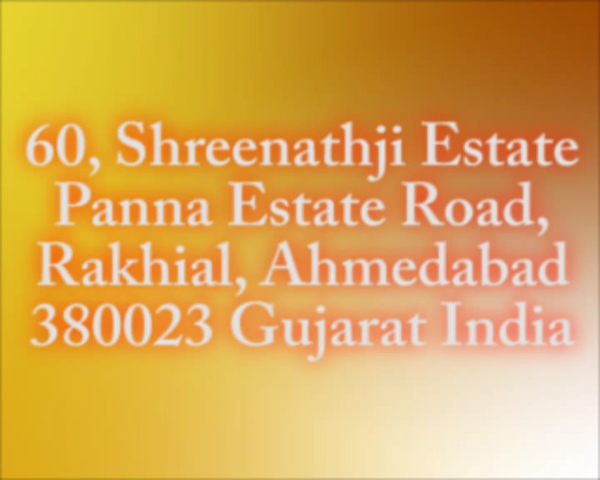 60, Shreenathji Estate
Panna Estate Road,
Rakhial, Ahmedabad
380023 Gujarat India